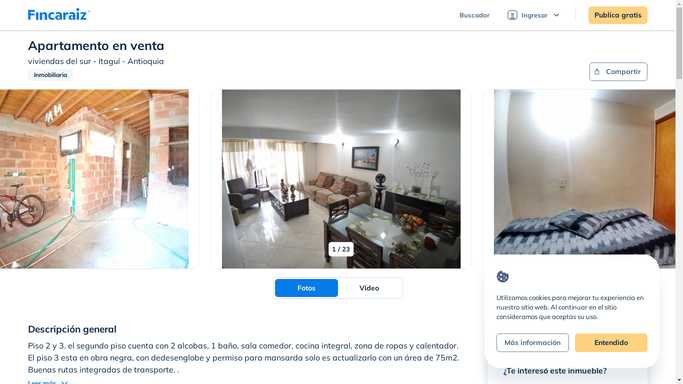 Fincaraiz
Buscador
Ingresar
Publica gratis
Apartamento en venta
viviendas del sur - Itaguí - Antioquia
Inmobiliaria
Compartir
1 / 23
Fotos
Video
Utilizamos cookies para mejorar tu experiencia en
nuestro sitio web. Al continuar en el sitio
consideramos que aceptas su uso.
Más información
Entendido
Descripción general
Piso 2 y 3. el segundo piso cuenta con 2 alcobas, 1 baño, sala comedor, cocina integral, zona de ropas y calentador.
El piso 3 esta en obra negra, con dedesenglobe y permiso para mansarda solo es actualizarlo con un área de 75m2.
Buenas rutas integradas de transporte. .
Leer más
¿Te interesó este inmueble?